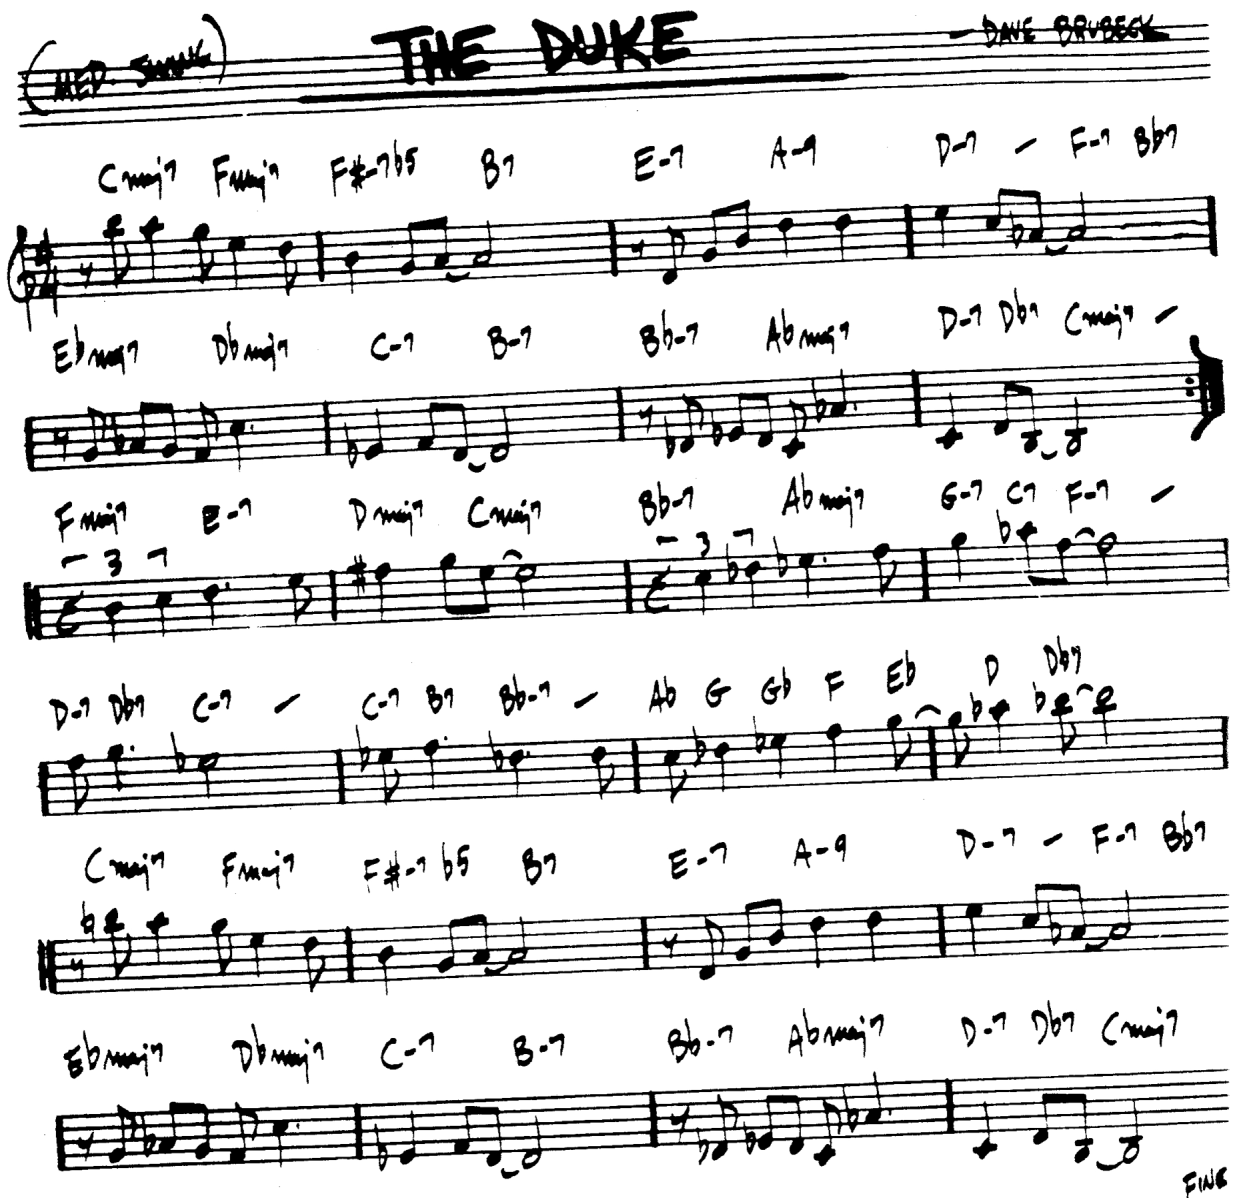 (MED. SWING) THE DUKE - DAVE BRUBECK
Cmaj7 Fmaj7 F#-7b5 B7 E-7 A-9 D-7 - F-7 Bb7
4
4
Ebmaj7 Dbmaj7 C-7 B-7 Bb-7 Abmaj7 D-7 Db7 Cmaj7 -
Fmaj7 E-7 Dmaj7 Cmaj7 Bb-7 Abmaj7 G-7 C7 F-7 -
3 3
D-7 Db7 C-7 - C-7 B7 Bb-7 - Ab G Gb F Eb D Db7
Cmaj7 Fmaj7 F#-7b5 B7 E-7 A-9 D-7 - F-7 Bb7
Ebmaj7 Dbmaj7 C-7 B-7 Bb-7 Abmaj7 D-7 Db7 Cmaj7
FINE